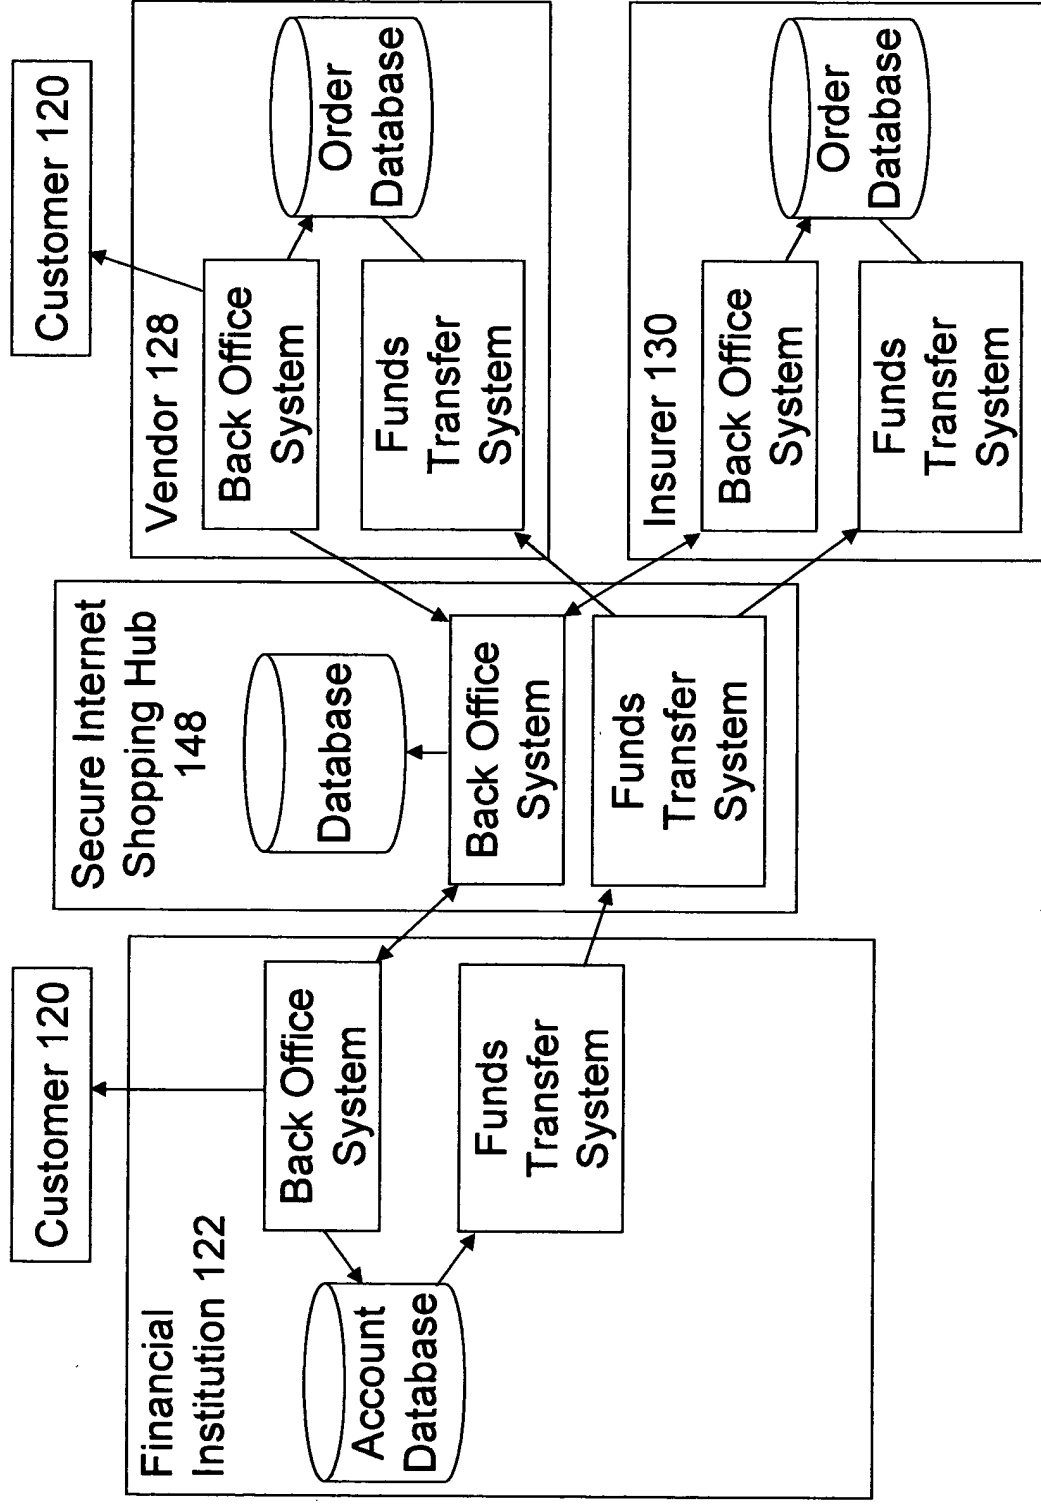 Customer 120
Customer 120
Financial
Institution 122
Back Office
System
Account
Database
Funds
Transfer
System
Secure Internet
Shopping Hub
148
Database
Back Office
System
Funds
Transfer
System
Vendor 128
Back Office
System
Order
Database
Funds
Transfer
System
Insurer 130
Back Office
System
Order
Database
Funds
Transfer
System